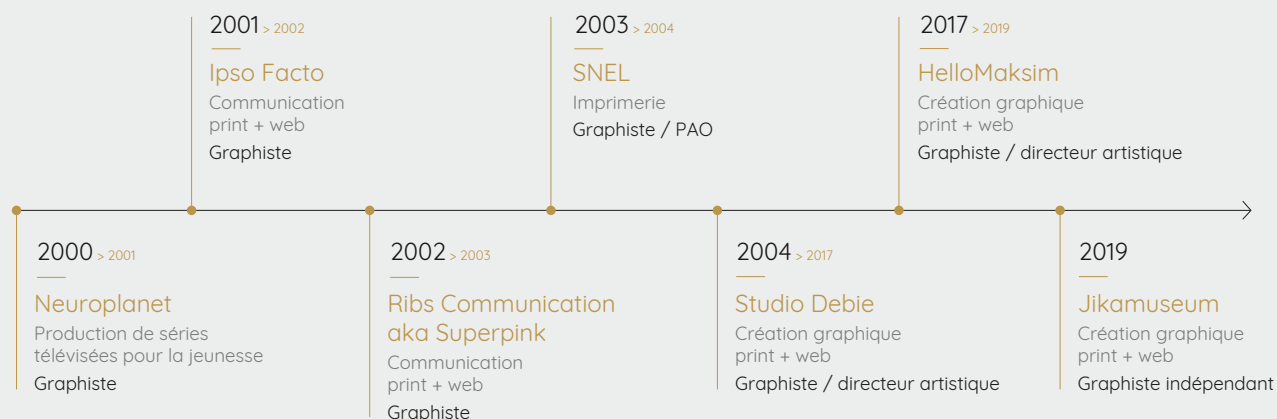 2001 > 2002
Ipso Facto
Communication
print + web
Graphiste
2003 > 2004
SNEL
Imprimerie
Graphiste / PAO
2017 > 2019
HelloMaksim
Création graphique
print + web
Graphiste / directeur artistique
2000 > 2001
Neuroplanet
Production de séries
télévisées pour la jeunesse
Graphiste
2002 > 2003
Ribs Communication
aka Superpink
Communication
print + web
Graphiste
2004 > 2017
Studio Debie
Création graphique
print + web
Graphiste / directeur artistique
2019
Jikamuseum
Création graphique
print + web
Graphiste indépendant